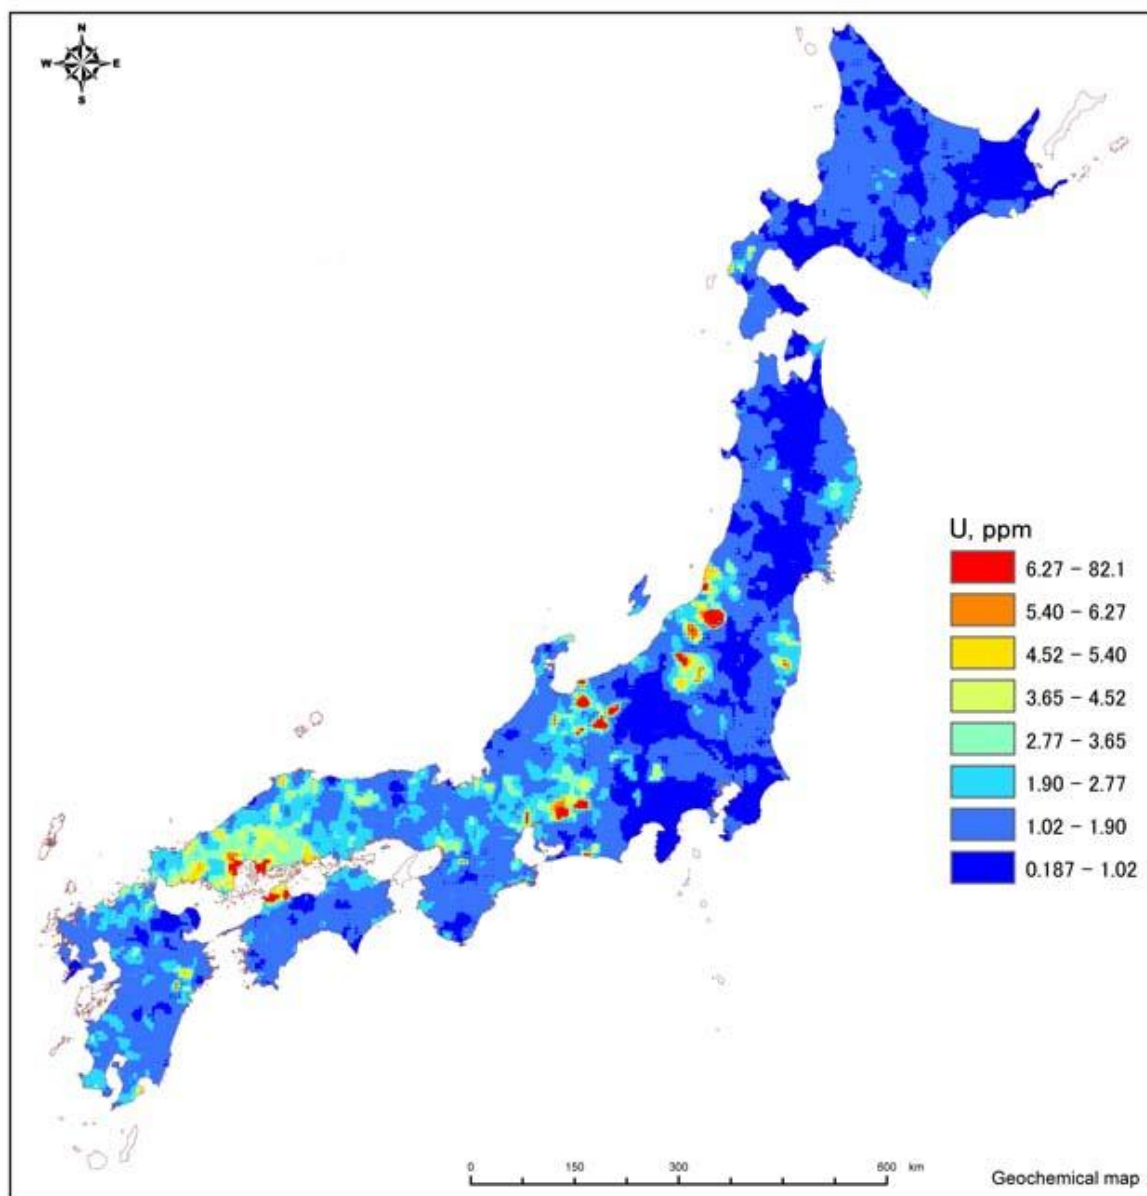 N
W E
S
U, ppm
6.27 – 82.1
5.40 – 6.27
4.52 – 5.40
3.65 – 4.52
2.77 – 3.65
1.90 – 2.77
1.02 – 1.90
0.187 – 1.02
0 150 300 600 km
Geochemical map